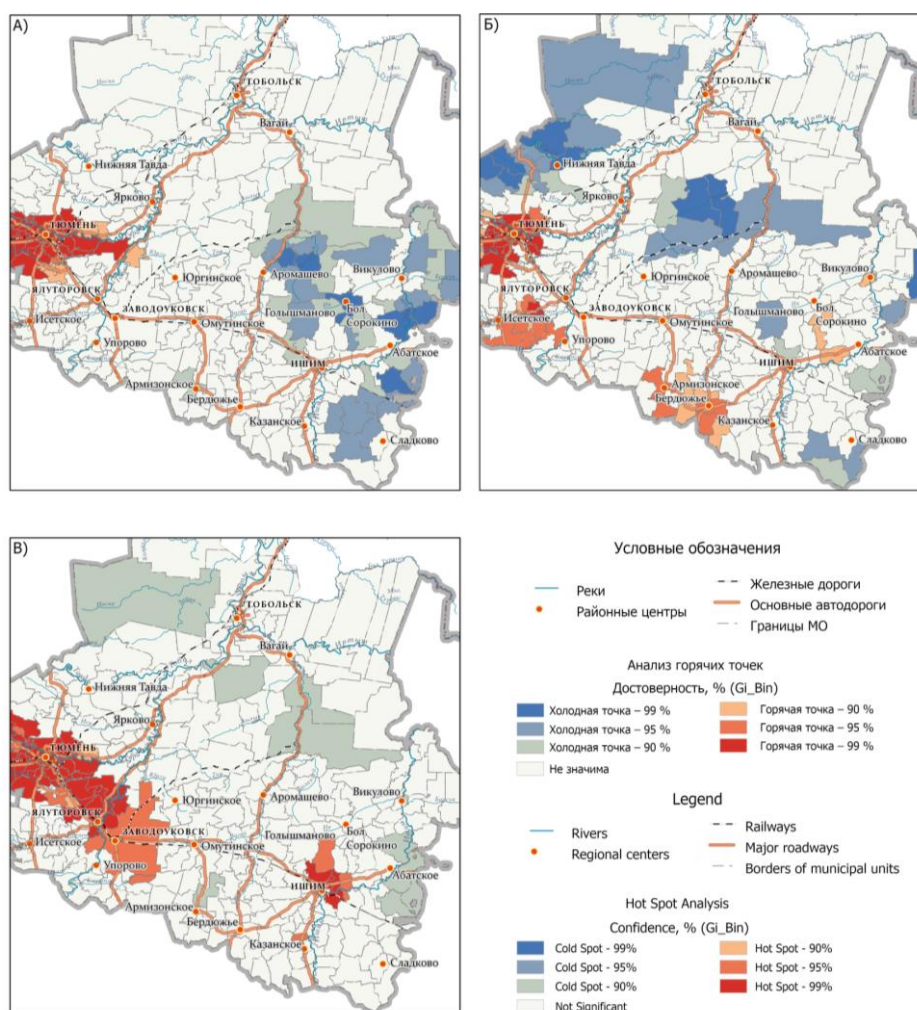 А)
ТОБОЛЬСК
Вагай
Нижняя Тавда
Ярково
ТЮМЕНЬ
Аромашево
Викулово
ЯЛУТОРОВСК
Юргинское
ЗАВОДОУКОВСК
Голышманово
Бол.
Сорокино
Исетское
Омутинское
Упорово
Абатское
ИШИМ
Армизонское
Бердюжье
Казанское
Сладково
Б)
ТОБОЛЬСК
Вагай
Нижняя Тавда
Ярково
ТЮМЕНЬ
Аромашево
Викулово
ЯЛУТОРОВСК
Юргинское
ЗАВОДОУКОВСК
Голышманово
Бол.
Сорокино
Исетское
Омутинское
Упорово
Абатское
ИШИМ
Армизонское
Бердюжье
Казанское
Сладково
В)
ТОБОЛЬСК
Вагай
Нижняя Тавда
Ярково
ТЮМЕНЬ
Аромашево
Викулово
ЯЛУТОРОВСК
Юргинское
ЗАВОДОУКОВСК
Голышманово
Бол.
Сорокино
Исетское
Омутинское
Упорово
Абатское
ИШИМ
Армизонское
Бердюжье
Казанское
Сладково
Условные обозначения
Реки
Районные центры
Железные дороги
Основные автодороги
Границы МО
Анализ горячих точек
Достоверность, % (Gi_Bin)
Холодная точка – 99 %
Холодная точка – 95 %
Холодная точка – 90 %
Не значима
Горячая точка – 90 %
Горячая точка – 95 %
Горячая точка – 99 %
Legend
Rivers
Regional centers
Railways
Major roadways
Borders of municipal units
Hot Spot Analysis
Confidence, % (Gi_Bin)
Cold Spot - 99%
Cold Spot - 95%
Cold Spot - 90%
Not Significant
Hot Spot - 90%
Hot Spot - 95%
Hot Spot - 99%